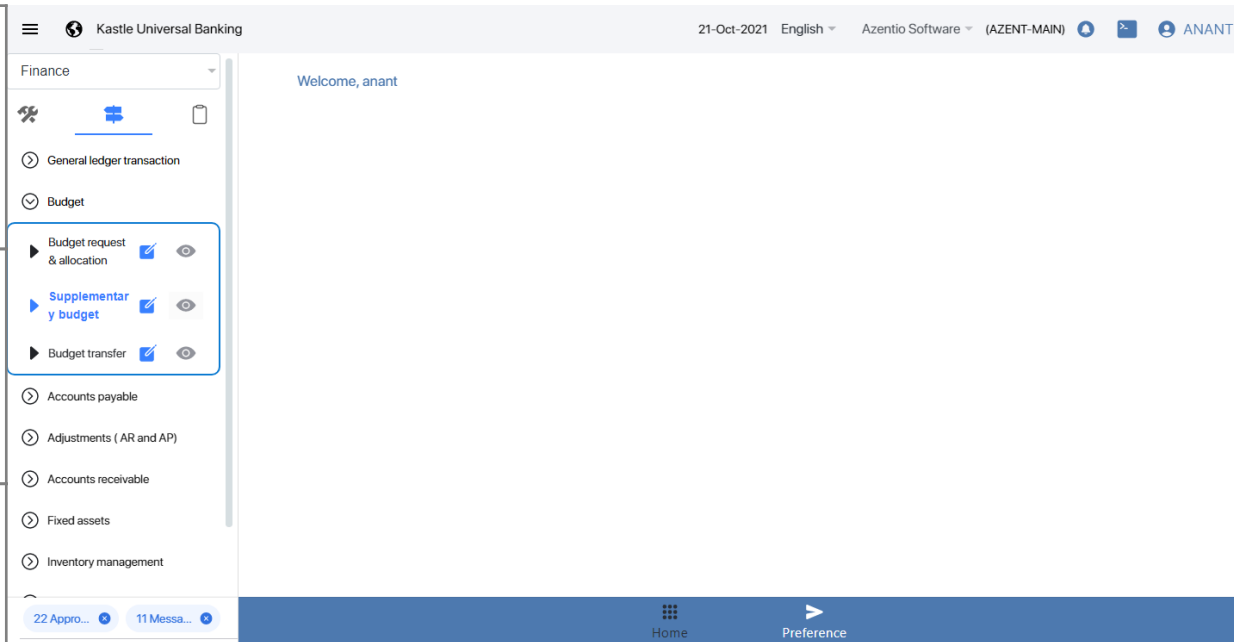 Kastle Universal Banking
21-Oct-2021 English Azentio Software (AZENT-MAIN) ANANT
Finance
Welcome, anant
General ledger transaction
Budget
Budget request
& allocation
Supplementar
y budget
Budget transfer
Accounts payable
Adjustments ( AR and AP)
Accounts receivable
Fixed assets
Inventory management
22 Appro... 11 Messa...
Home Preference